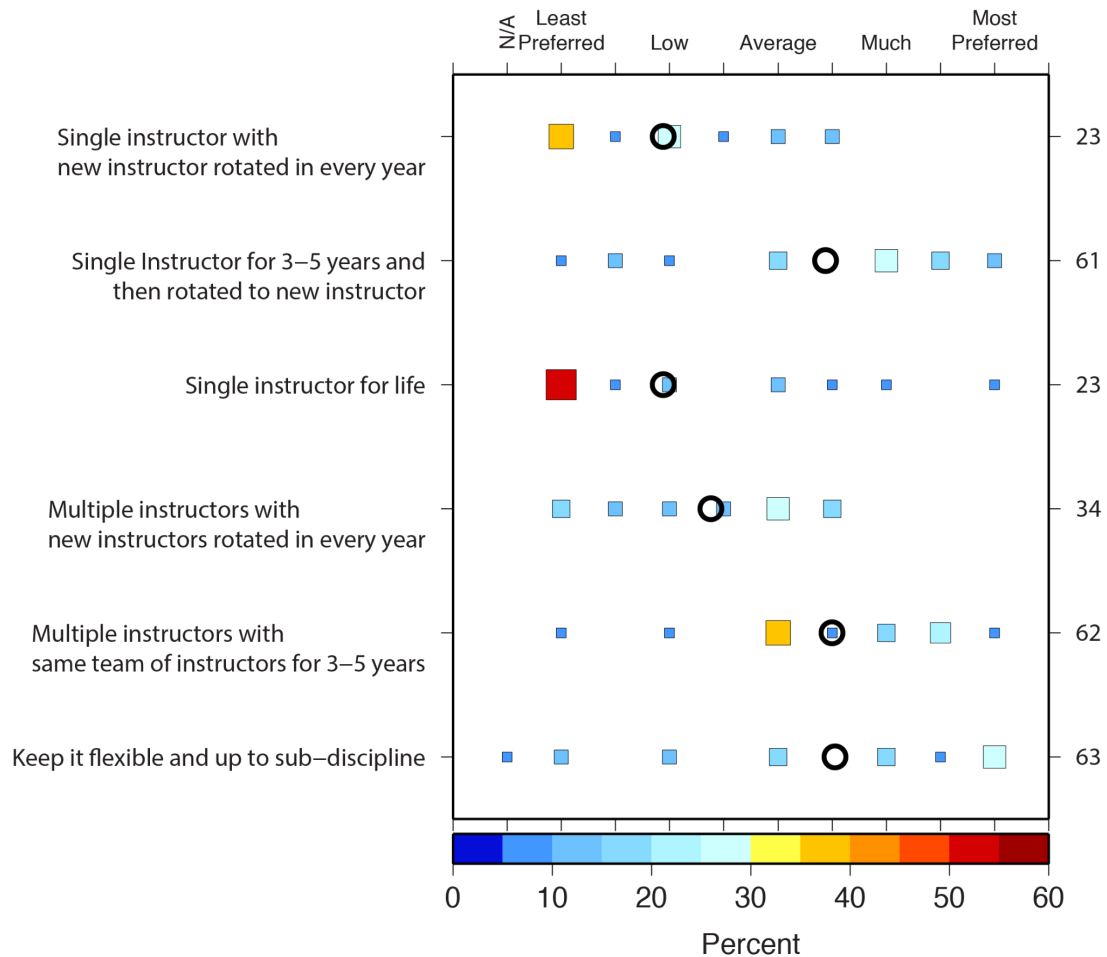 N/A
Least
Preferred
Low
Average
Much
Most
Preferred
Single instructor with
new instructor rotated in every year
23
Single Instructor for 3−5 years and
then rotated to new instructor
61
Single instructor for life
23
Multiple instructors with
new instructors rotated in every year
34
Multiple instructors with
same team of instructors for 3−5 years
62
Keep it flexible and up to sub−discipline
63
0 10 20 30 40 50 60
Percent